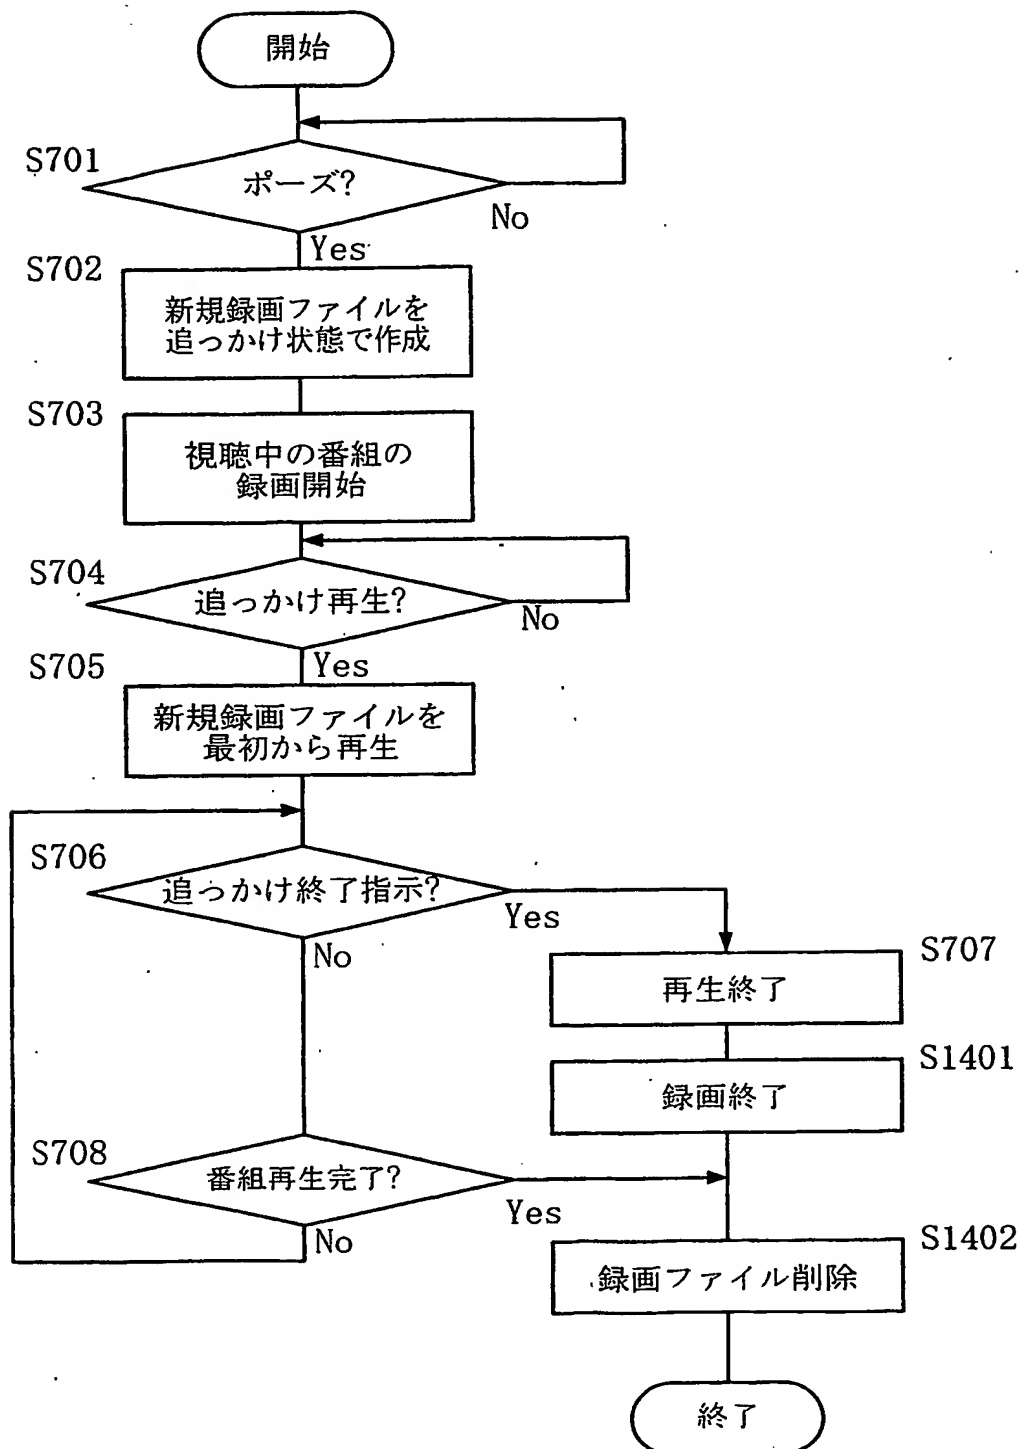 開始
S701
ポーズ?
No
Yes
S702
新規録画ファイルを
追っかけ状態で作成
S703
視聴中の番組の
録画開始
S704
追っかけ再生?
No
Yes
S705
新規録画ファイルを
最初から再生
S706
追っかけ終了指示?
Yes
No
S707
再生終了
S1401
録画終了
S708
番組再生完了?
Yes
No
S1402
録画ファイル削除
終了